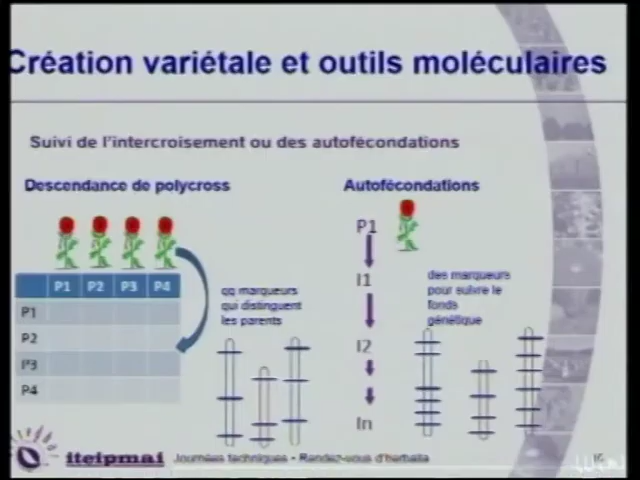 Création variétale et outils moléculaires
Suivi de l'intercroisement ou des autofécondations
Descendance de polycross
Autofécondations
P1 P2 P3 P4
P1
P2
P3
P4
qq marqueurs
qui distinguent
les parents
P1
I1
I2
In
des marqueurs
pour suivre le
fonds
génétique
iteipmai
Journées techniques - Rendez-vous d'herbalia